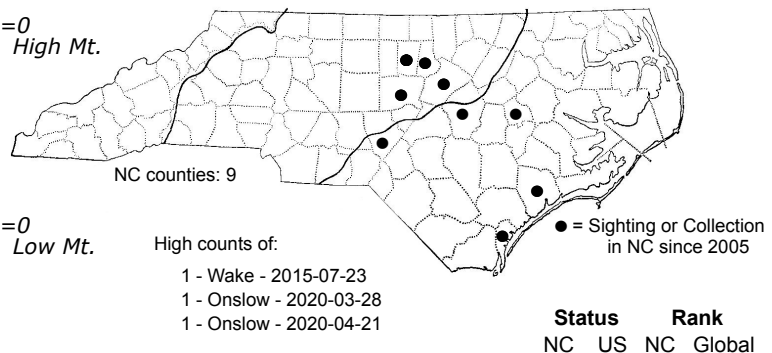 =0
High Mt.
NC counties: 9
=0
Low Mt.
High counts of:
1 - Wake - 2015-07-23
1 - Onslow - 2020-03-28
1 - Onslow - 2020-04-21
● = Sighting or Collection
in NC since 2005
Status Rank
NC US NC Global